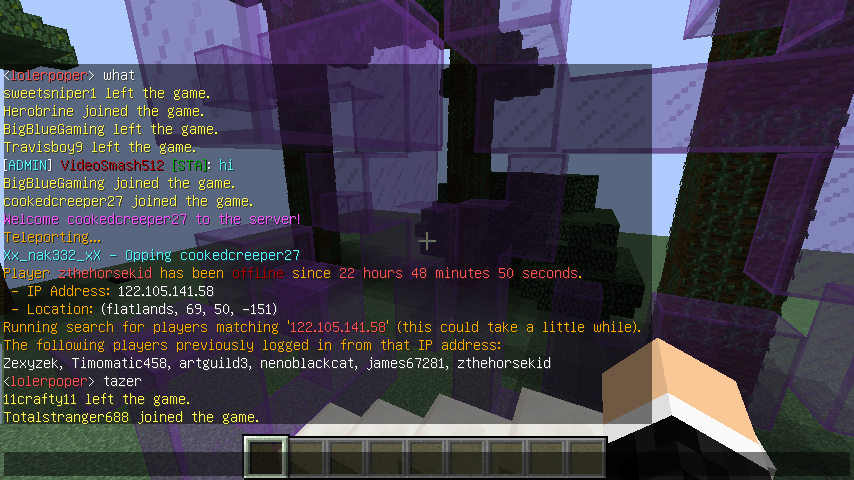 <lolerpoper> what
sweetsniper1 left the game.
Herobrine joined the game.
BigBlueGaming left the game.
Travisboy9 left the game.
[ADMIN] VideoSmash512 [STA]: hi
BigBlueGaming joined the game.
cookedcreeper27 joined the game.
Welcome cookedcreeper27 to the server!
Teleporting...
Xx_nak332_xX - Opping cookedcreeper27
Player zthehorsekid has been offline since 22 hours 48 minutes 50 seconds.
- IP Address: 122.105.141.58
- Location: (flatlands, 69, 50, -151)
Running search for players matching '122.105.141.58' (this could take a little while).
The following players previously logged in from that IP address:
Zexyzek, Timomatic458, artguild3, nenoblackcat, james67281, zthehorsekid
<lolerpoper> tazer
11crafty11 left the game.
Totalstranger688 joined the game.